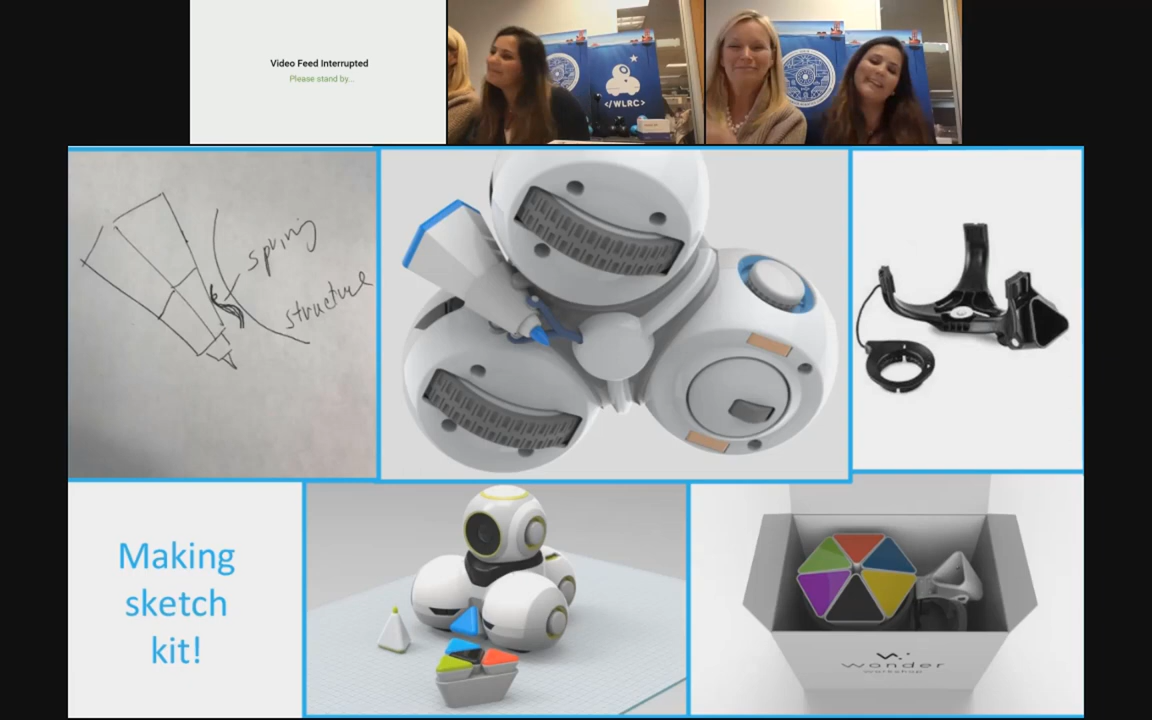 Video Feed Interrupted
Please stand by...
</WLRC>
spring
structure
Making
sketch
kit!
wonder
workshop